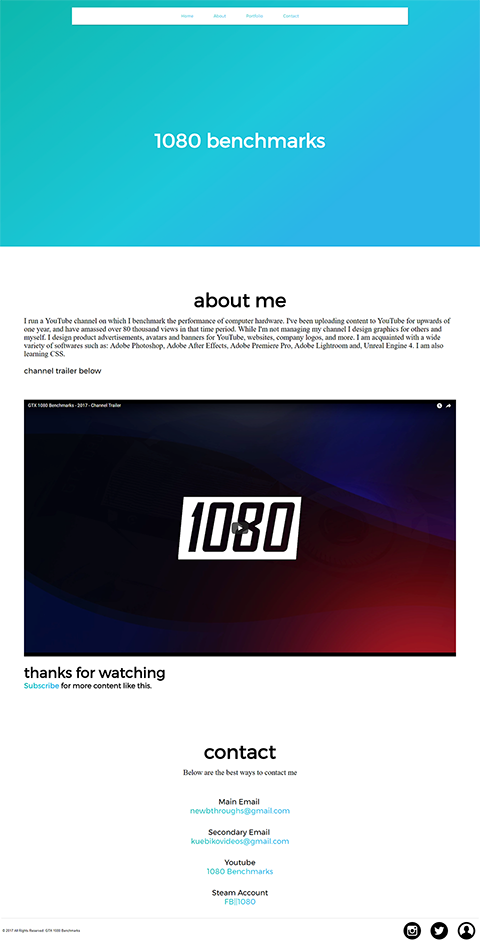 Home About Portfolio Contact
1080 benchmarks
about me
I run a YouTube channel on which I benchmark the performance of computer hardware. I've been uploading content to YouTube for upwards of
one year, and have amassed over 80 thousand views in that time period. While I'm not managing my channel I design graphics for others and
myself. I design product advertisements, avatars and banners for YouTube, websites, company logos, and more. I am acquainted with a wide
variety of softwares such as: Adobe Photoshop, Adobe After Effects, Adobe Premiere Pro, Adobe Lightroom and, Unreal Engine 4. I am also
learning CSS.
channel trailer below
GTX 1080 Benchmarks - 2017 - Channel Trailer
1080
thanks for watching
Subscribe for more content like this.
contact
Below are the best ways to contact me
Main Email
newbthroughs@gmail.com
Secondary Email
kuebikovideos@gmail.com
Youtube
1080 Benchmarks
Steam Account
FB||1080
© 2017 All Rights Reserved. GTX 1080 Benchmarks